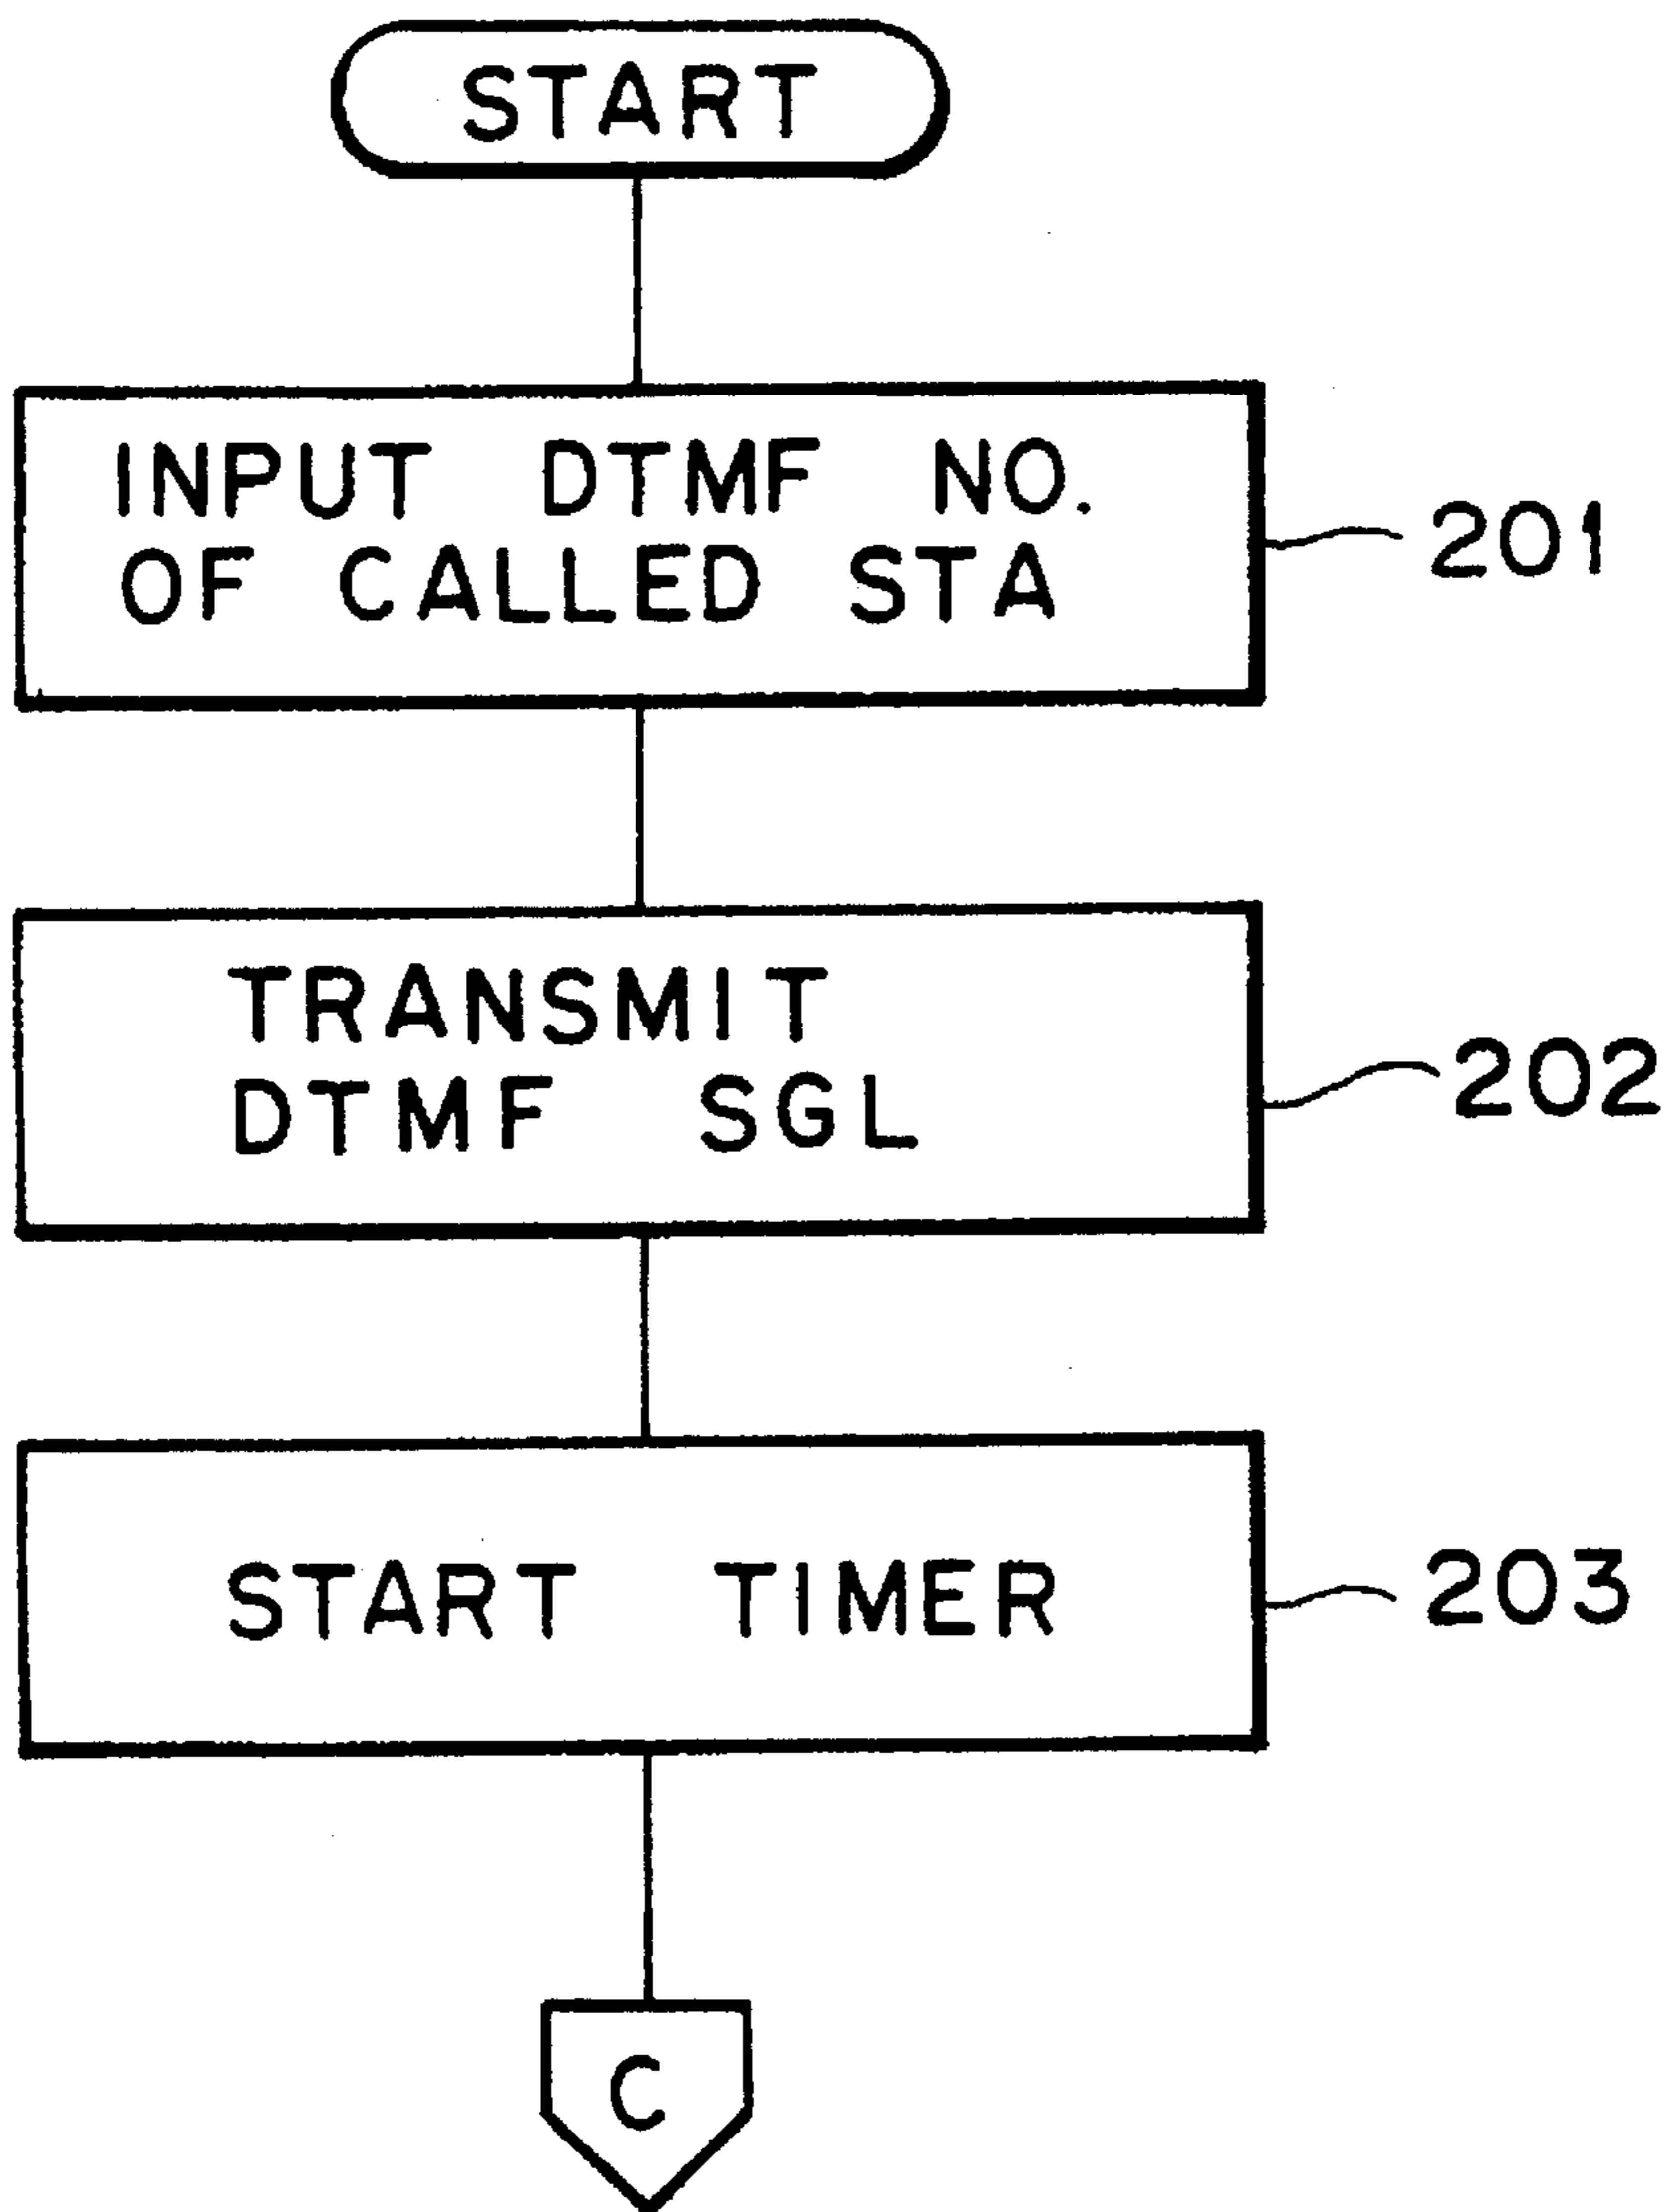 START
INPUT DTMF NO.
OF CALLED STA
201
TRANSMIT
DTMF SGL
202
START TIMER
203
C